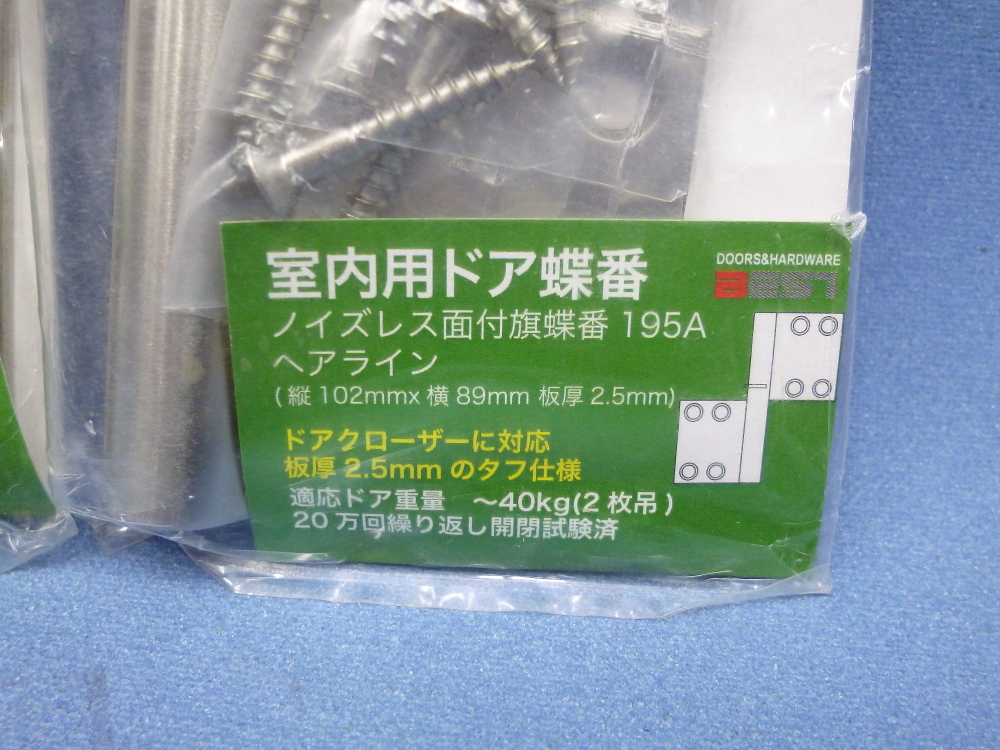 室内用ドア蝶番
DOORS&HARDWARE
BEST
ノイズレス面付旗蝶番 195A
ヘアライン
(縦 102mmx 横 89mm 板厚 2.5mm)
ドアクローザーに対応
板厚 2.5mm のタフ仕様
適応ドア重量 〜40kg(2 枚吊)
20 万回繰り返し開閉試験済